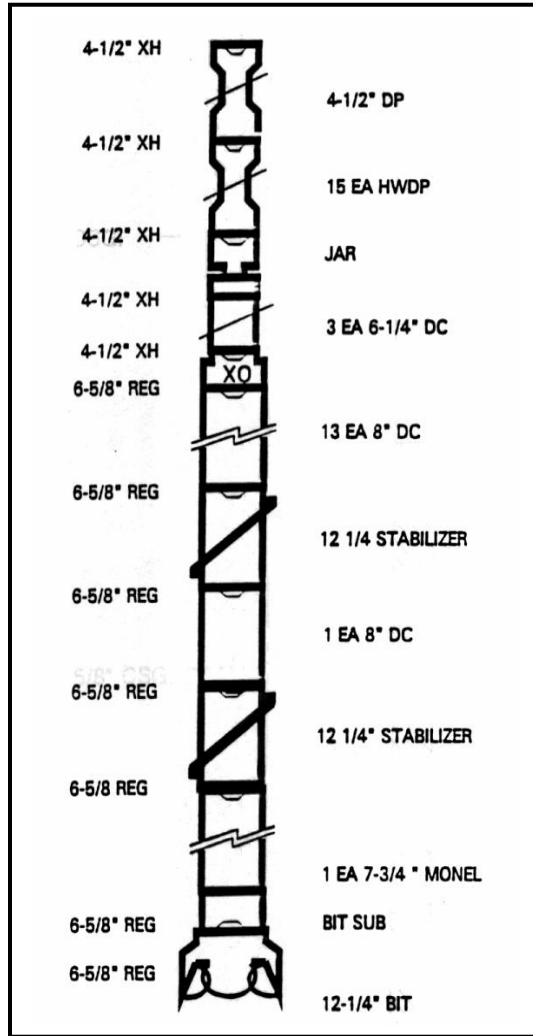 4-1/2" XH
4-1/2" DP
4-1/2" XH
15 EA HWDP
4-1/2" XH
JAR
4-1/2" XH
3 EA 6-1/4" DC
4-1/2" XH
XO
6-5/8" REG
13 EA 8" DC
6-5/8" REG
12 1/4 STABILIZER
6-5/8" REG
1 EA 8" DC
5/8" CSG
6-5/8" REG
12 1/4" STABILIZER
6-5/8 REG
1 EA 7-3/4 " MONEL
6-5/8" REG
BIT SUB
6-5/8" REG
12-1/4" BIT